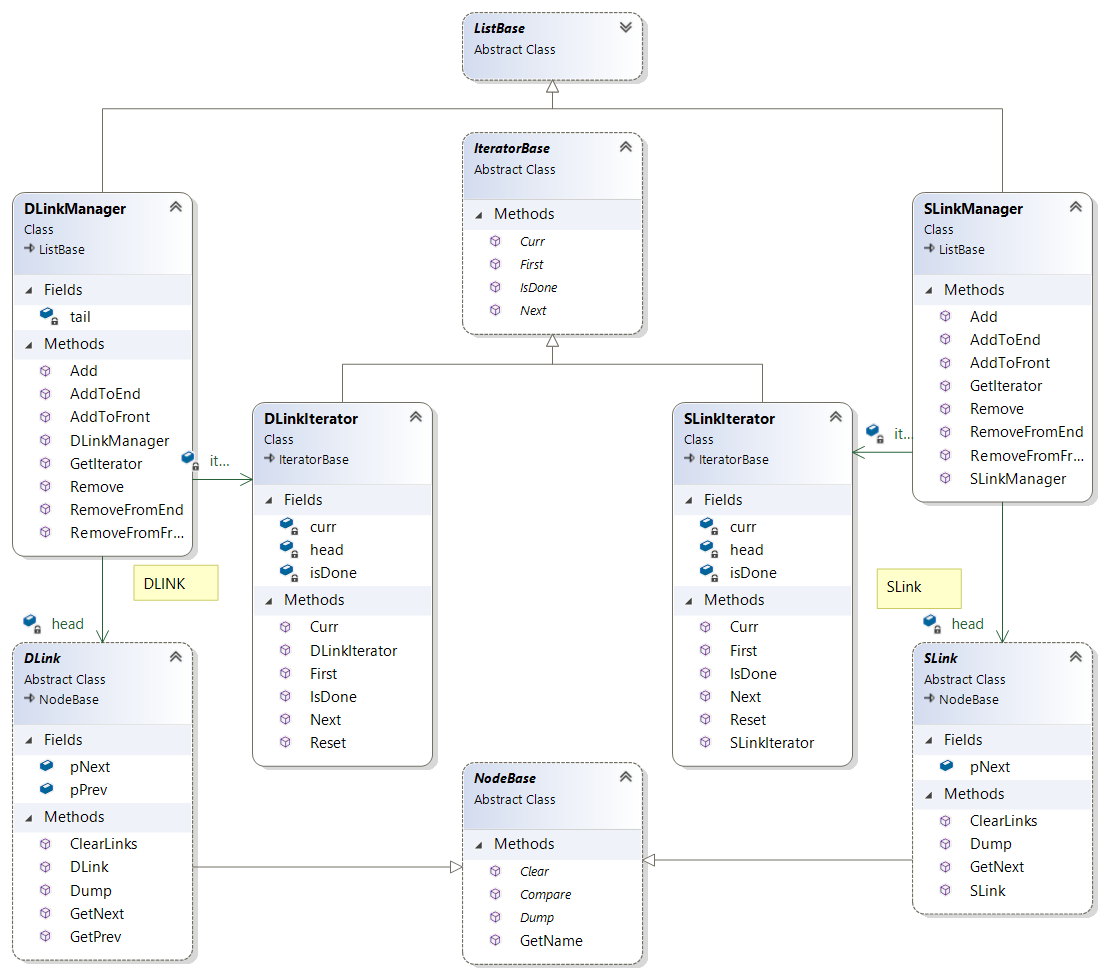 ListBase
Abstract Class
IteratorBase
Abstract Class
Methods
Curr
First
IsDone
Next
DLinkManager
Class
ListBase
Fields
tail
Methods
Add
AddToEnd
AddToFront
DLinkManager
GetIterator
Remove
RemoveFromEnd
RemoveFromFr...
it...
DLinkIterator
Class
IteratorBase
Fields
curr
head
isDone
Methods
Curr
DLinkIterator
First
IsDone
Next
Reset
SLinkIterator
Class
IteratorBase
Fields
curr
head
isDone
Methods
Curr
First
IsDone
Next
Reset
SLinkIterator
it...
SLinkManager
Class
ListBase
Methods
Add
AddToEnd
AddToFront
GetIterator
Remove
RemoveFromEnd
RemoveFromFr...
SLinkManager
DLINK
head
SLink
head
DLink
Abstract Class
NodeBase
Fields
pNext
pPrev
Methods
ClearLinks
DLink
Dump
GetNext
GetPrev
NodeBase
Abstract Class
Methods
Clear
Compare
Dump
GetName
SLink
Abstract Class
NodeBase
Fields
pNext
Methods
ClearLinks
Dump
GetNext
SLink